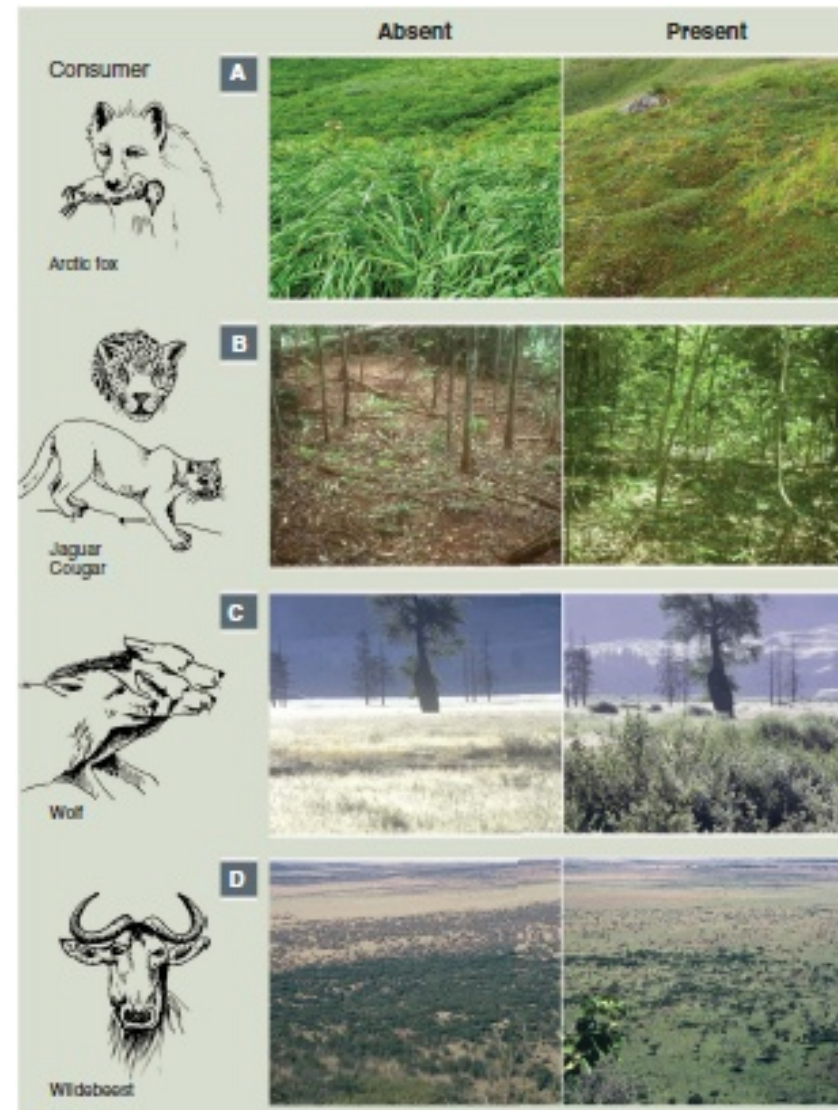 Absent Present
Consumer
A
Arctic fox
B
Jaguar
Cougar
C
Wolf
D
Wildebeest